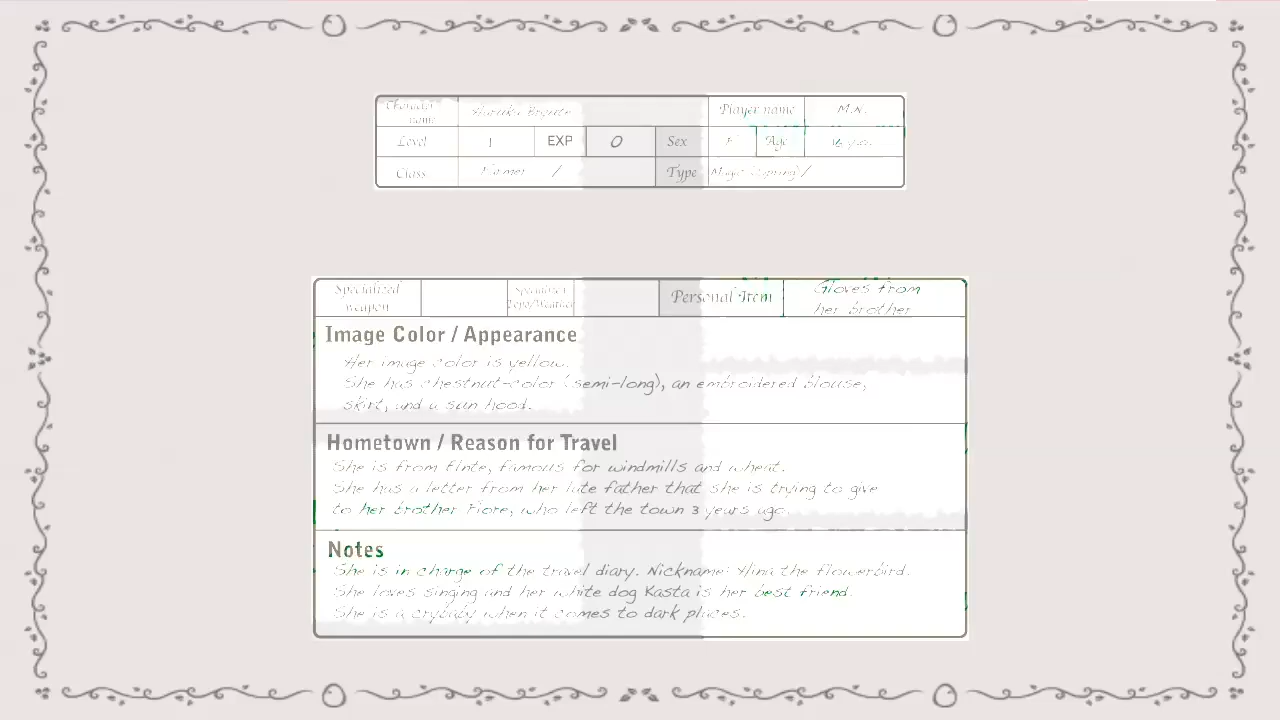 Character name Player name M.N.
Level 1 EXP 0 Sex F Age 16
Class Farmer / Type Magic /
Specialized weapon Specialized Personal Item Gloves from her brother
Image Color / Appearance
Her image color is yellow.
She has chestnut-color (semi-long), an embroidered blouse,
skirt, and a sun hood.
Hometown / Reason for Travel
She is from Flnte, famous for windmills and wheat.
She has a letter from her late father that she is trying to give
to her brother Fiore, who left the town 3 years ago.
Notes
She is in charge of the travel diary. Nickname: Hina the flowerbird.
She loves singing and her white dog Kasta is her best friend.
She is a crybaby when it comes to dark places.